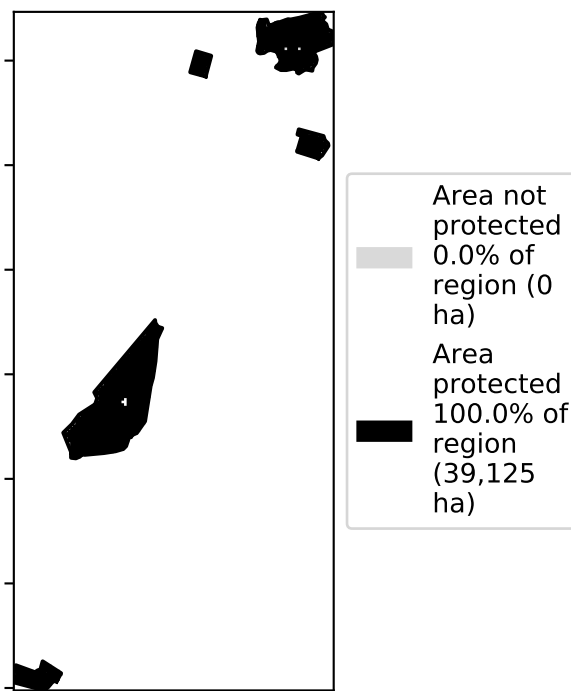 Area not
protected
0.0% of
region (0
ha)
Area
protected
100.0% of
region
(39,125
ha)